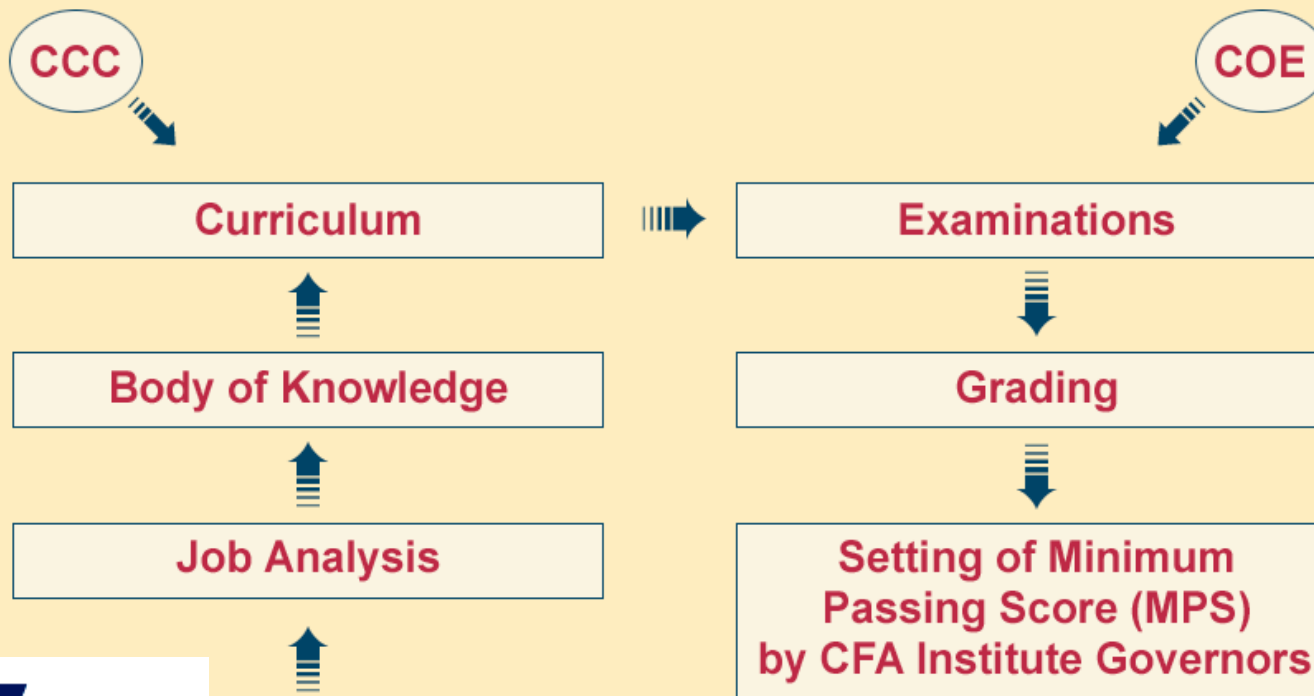 CCC
COE
Curriculum
Examinations
Body of Knowledge
Grading
Job Analysis
Setting of Minimum
Passing Score (MPS)
by CFA Institute Governors